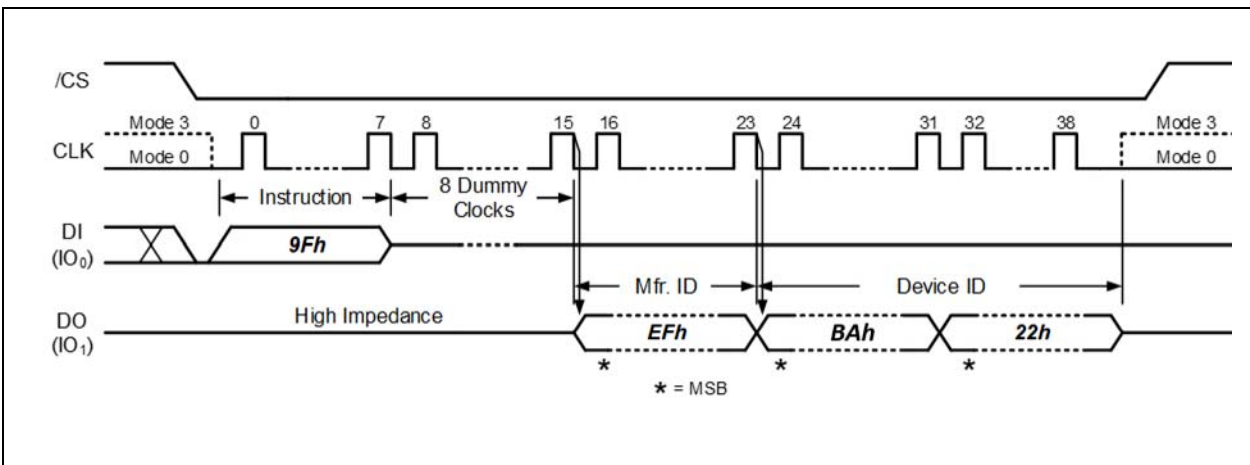 /CS
Mode 3 0 7 8 15 16 23 24 31 32 38 Mode 3
CLK
Mode 0 Mode 0
Instruction 8 Dummy
Clocks
DI
(IO₀)
9Fh
Mfr. ID Device ID
High Impedance
DO
(IO₁)
EFh BAh 22h
* * *
* = MSB